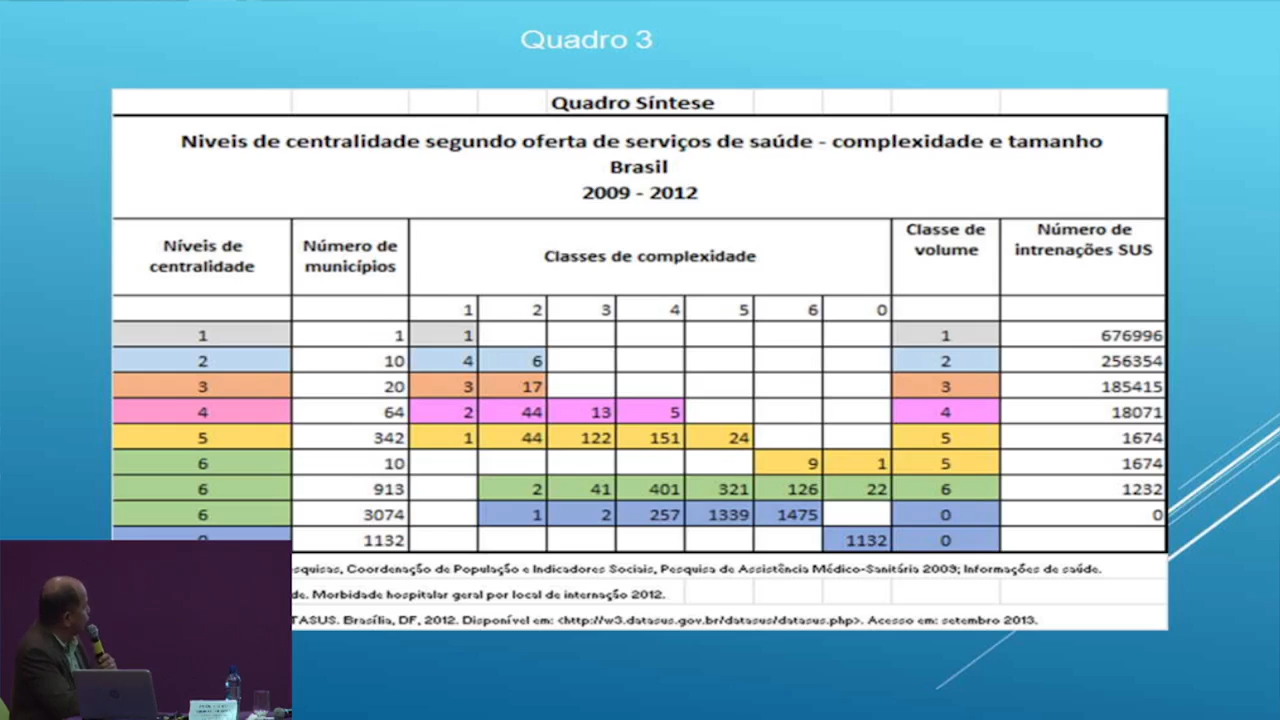 Quadro 3
Quadro Síntese
Niveis de centralidade segundo oferta de serviços de saúde - complexidade e tamanho
Brasil
2009 - 2012
Níveis de centralidade Número de municípios Classes de complexidade Classe de volume Número de intrenações SUS
1 2 3 4 5 6 0
1 1 1 1 676996
2 10 4 6 2 256354
3 20 3 17 3 185415
4 64 2 44 13 5 4 18071
5 342 1 44 122 151 24 5 1674
6 10 9 1 5 1674
6 913 2 41 401 321 126 22 6 1232
6 3074 1 2 257 1339 1475 0 0
1132 1132 0
squisas, Coordenação de População e Indicadores Sociais, Pesquisa de Assistência Médico-Sanitária 2009; Informações de saúde.
de. Morbidade hospitalar geral por local de internação 2012.
TASUS. Brasília, DF, 2012. Disponível em: <http://w3.datasus.gov.br/datasus/datasus.php>. Acesso em: setembro 2013.